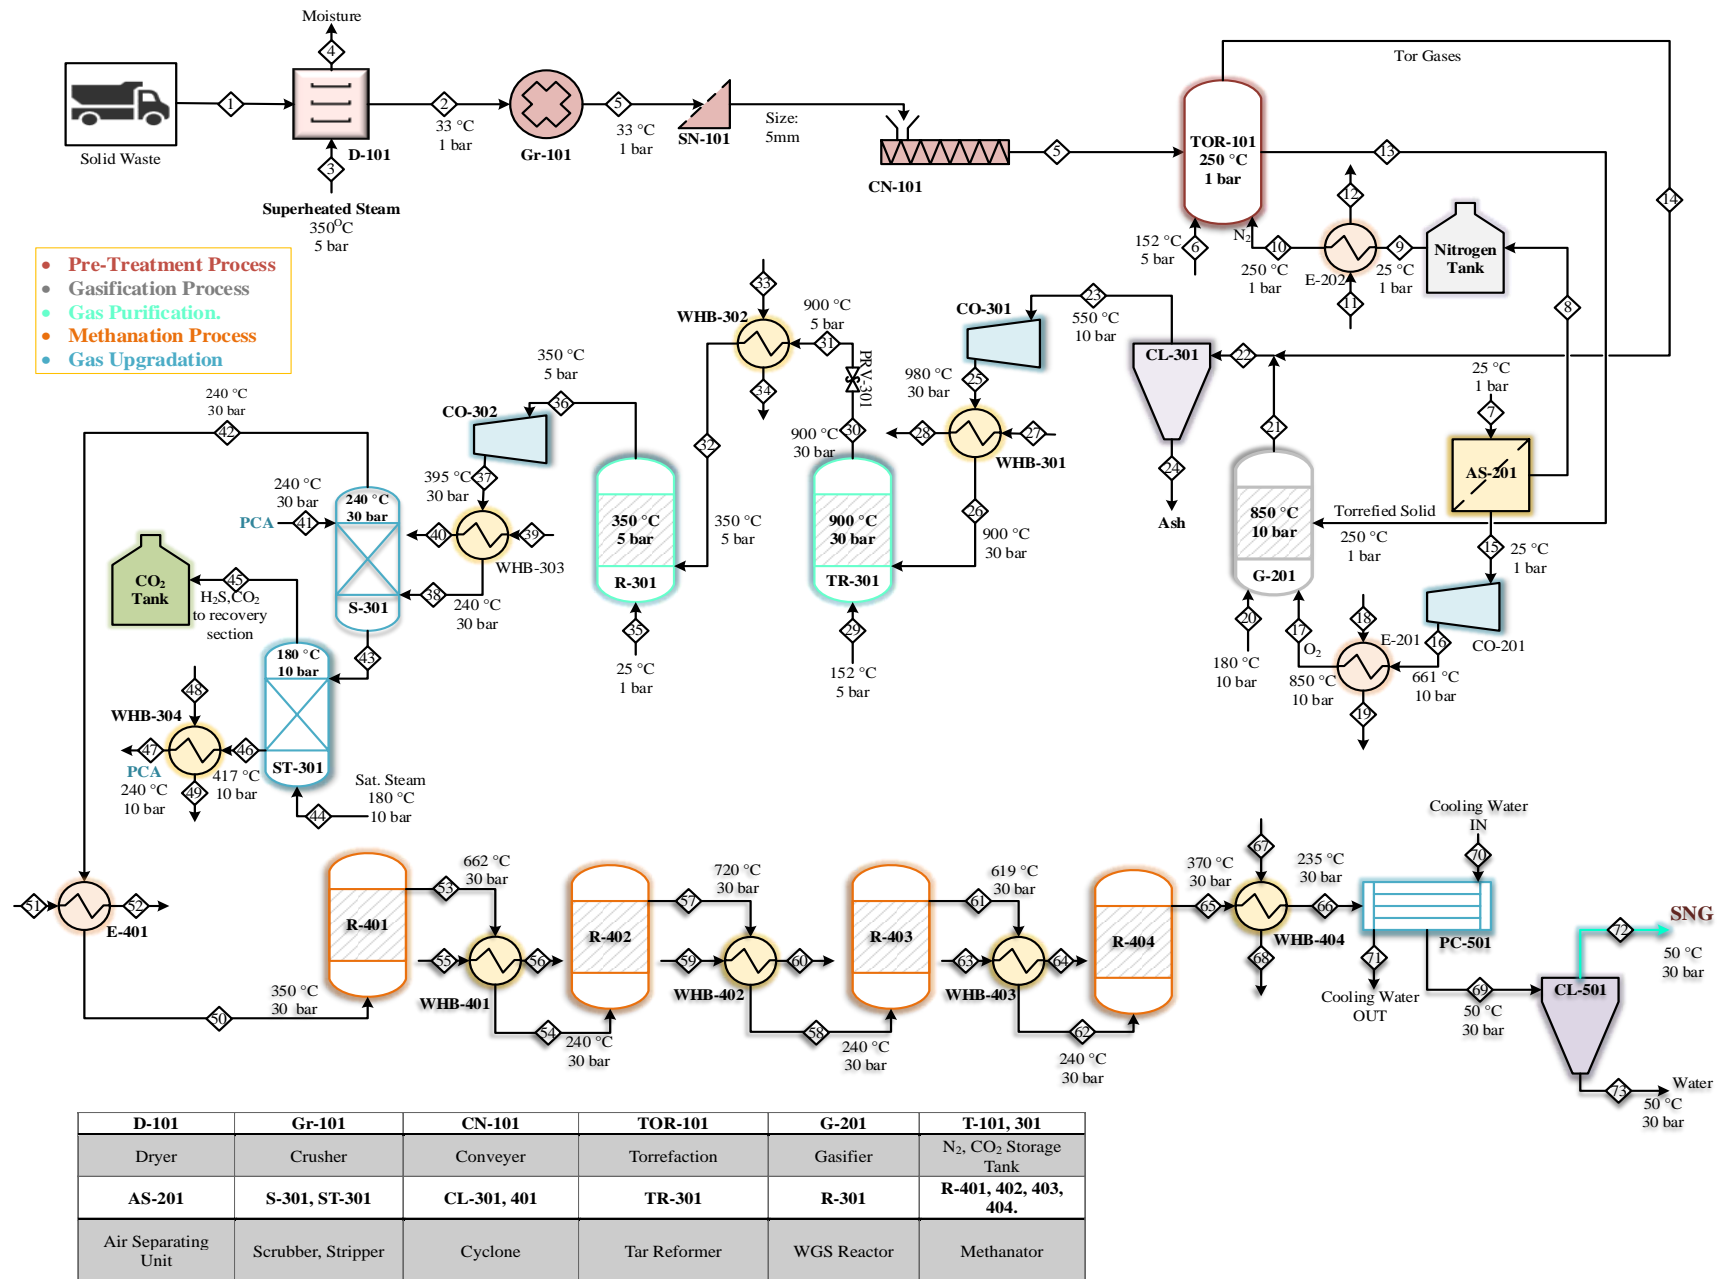 Moisture
4
Solid Waste
1
D-101
3
Superheated Steam
350°C
5 bar
2
33 °C
1 bar
Gr-101
5
33 °C
1 bar
SN-101
Size:
5mm
CN-101
5
TOR-101
250 °C
1 bar
Tor Gases
13
14
152 °C
5 bar
6
N2
10
250 °C
1 bar
12
E-202
11
9
25 °C
1 bar
Nitrogen
Tank
8
• Pre-Treatment Process
• Gasification Process
• Gas Purification.
• Methanation Process
• Gas Upgradation
33
WHB-302
900 °C
5 bar
31
34
PRV-301
CO-301
23
550 °C
10 bar
CL-301
22
980 °C
30 bar
25
28
27
WHB-301
24
Ash
21
25 °C
1 bar
7
AS-201
240 °C
30 bar
42
CO-302
350 °C
5 bar
36
32
900 °C
30 bar
30
395 °C
30 bar
37
240 °C
30 bar
240 °C
30 bar
PCA
41
40
39
WHB-303
350 °C
5 bar
R-301
350 °C
5 bar
900 °C
30 bar
TR-301
26
900 °C
30 bar
850 °C
10 bar
G-201
Torrefied Solid
250 °C
1 bar
15
25 °C
1 bar
CO2
Tank
45
H2S,CO2
to recovery
section
S-301
38
240 °C
30 bar
43
35
25 °C
1 bar
29
152 °C
5 bar
20
180 °C
10 bar
17
O2
18
E-201
16
CO-201
850 °C
10 bar
661 °C
10 bar
19
180 °C
10 bar
48
WHB-304
47
PCA
240 °C
10 bar
49
46
417 °C
10 bar
ST-301
Sat. Steam
180 °C
10 bar
44
51
52
E-401
50
350 °C
30 bar
R-401
662 °C
30 bar
53
55
56
WHB-401
54
240 °C
30 bar
R-402
720 °C
30 bar
57
59
60
WHB-402
58
240 °C
30 bar
R-403
619 °C
30 bar
61
63
64
WHB-403
62
240 °C
30 bar
R-404
370 °C
30 bar
65
67
WHB-404
68
235 °C
30 bar
66
Cooling Water
IN
70
PC-501
71
Cooling Water
OUT
69
50 °C
30 bar
CL-501
72
SNG
50 °C
30 bar
73
Water
50 °C
30 bar
D-101 Gr-101 CN-101 TOR-101 G-201 T-101, 301
Dryer Crusher Conveyer Torrefaction Gasifier N2, CO2 Storage
Tank
AS-201 S-301, ST-301 CL-301, 401 TR-301 R-301 R-401, 402, 403,
404.
Air Separating
Unit
Scrubber, Stripper Cyclone Tar Reformer WGS Reactor Methanator